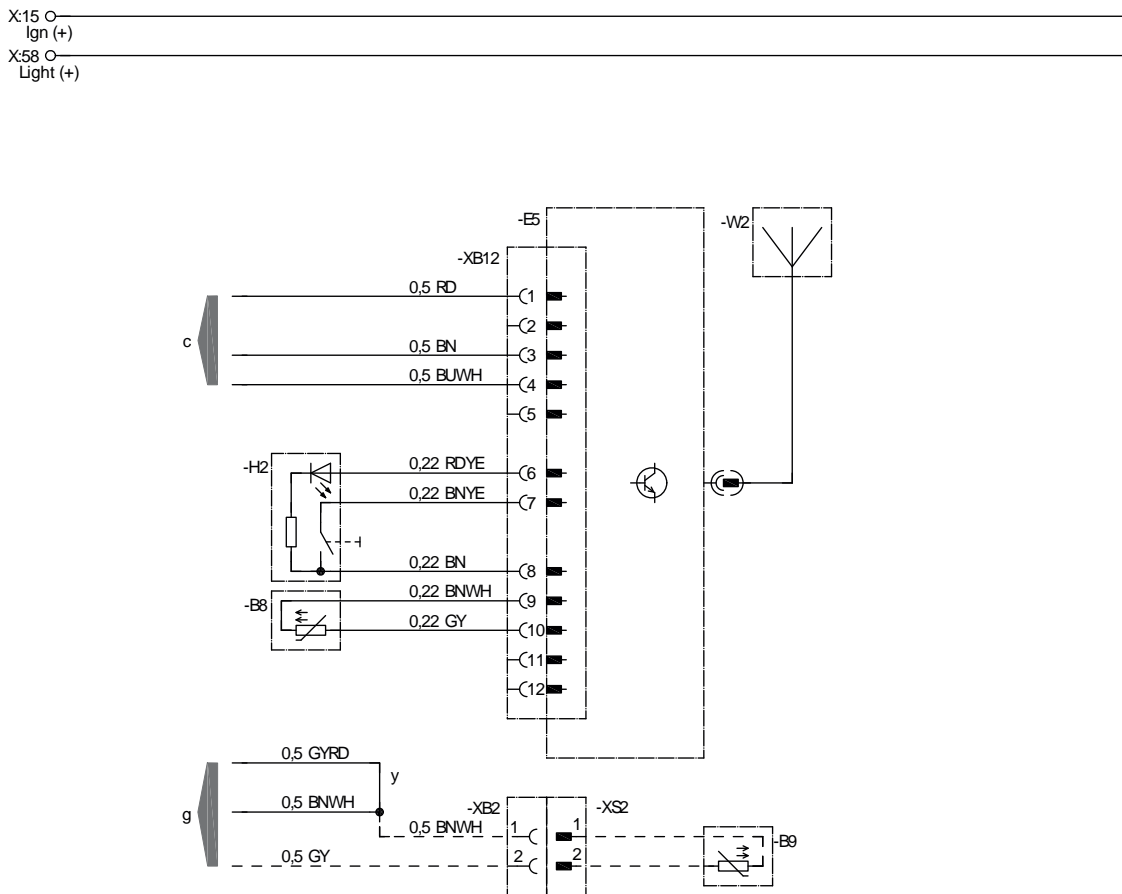 X:15
Ign (+)
X:58
Light (+)
-E5
-W2
-XB12
0,5 RD
1
2
c
0,5 BN
3
0,5 BUWH
4
5
-H2
0,22 RDYE
6
0,22 BNYE
7
0,22 BN
8
-B8
0,22 BNWH
9
0,22 GY
10
11
12
0,5 GYRD
y
g
0,5 BNWH
-XB2
-XS2
0,5 BNWH
1
1
-B9
0,5 GY
2
2